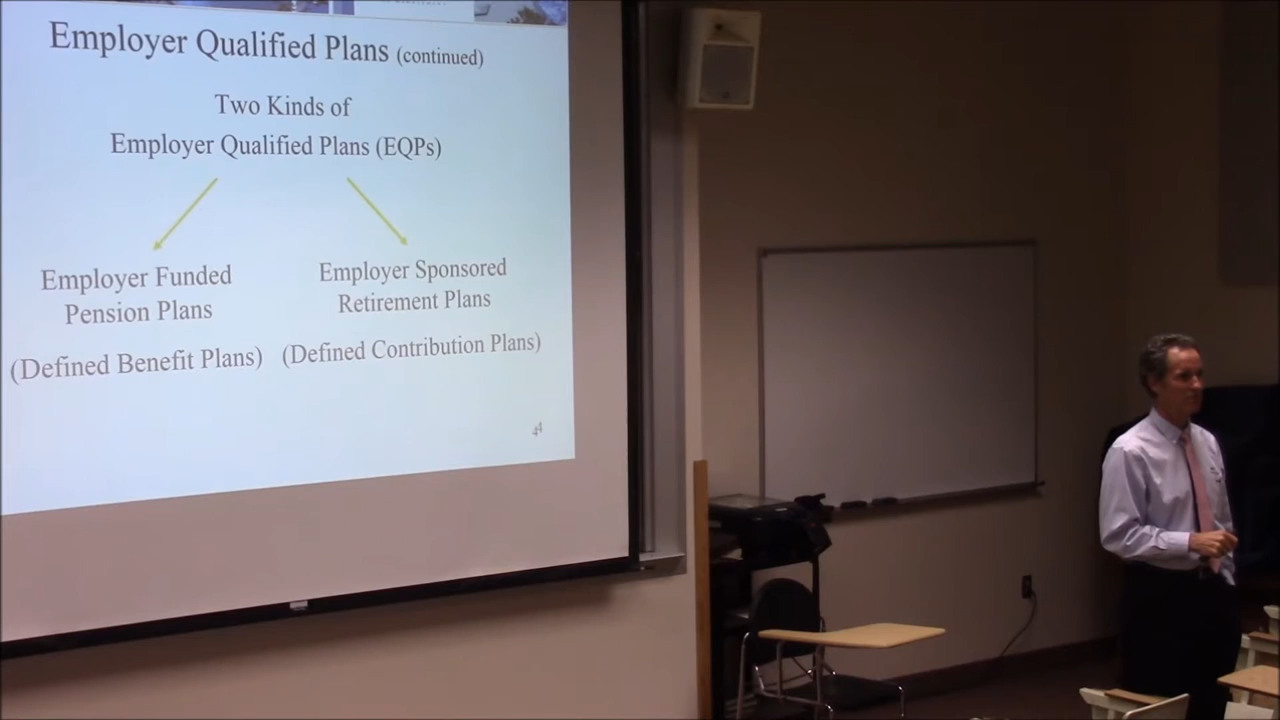 Employer Qualified Plans (continued)
Two Kinds of
Employer Qualified Plans (EQPs)
Employer Funded
Pension Plans
(Defined Benefit Plans)
Employer Sponsored
Retirement Plans
(Defined Contribution Plans)